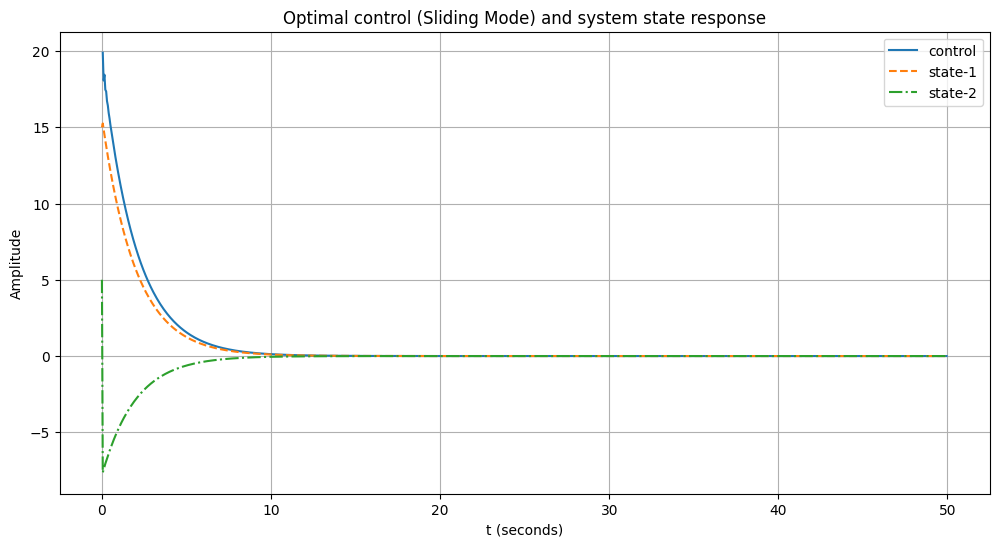 Optimal control (Sliding Mode) and system state response
control
state-1
state-2
20
15
10
5
0
−5
Amplitude
0 10 20 30 40 50
t (seconds)